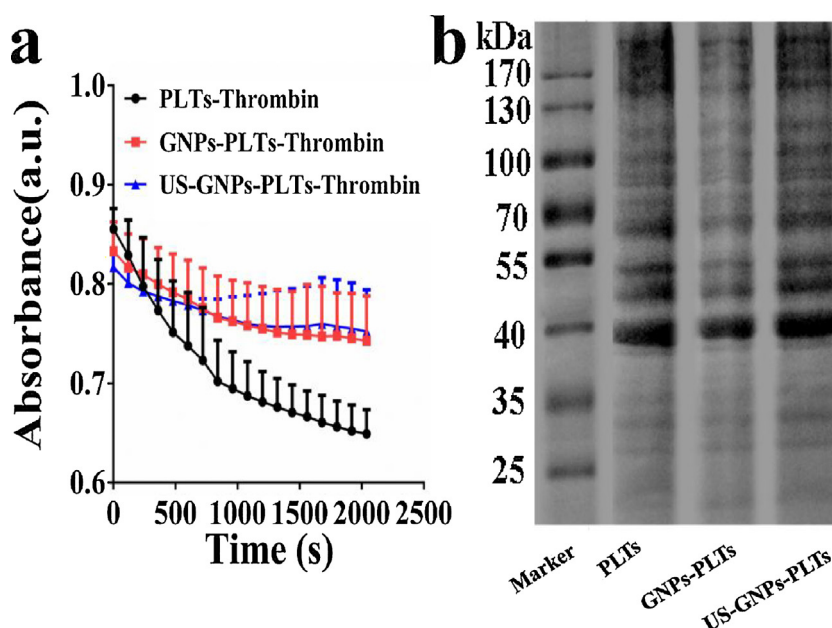 a
Absorbance(a.u.)
1.0
0.9
0.8
0.7
0.6
PLTs-Thrombin
GNPs-PLTs-Thrombin
US-GNPs-PLTs-Thrombin
0 500 1000 1500 2000 2500
Time (s)
b
kDa
170
130
100
70
55
40
35
25
Marker
PLTs
GNPs-PLTs
US-GNPs-PLTs